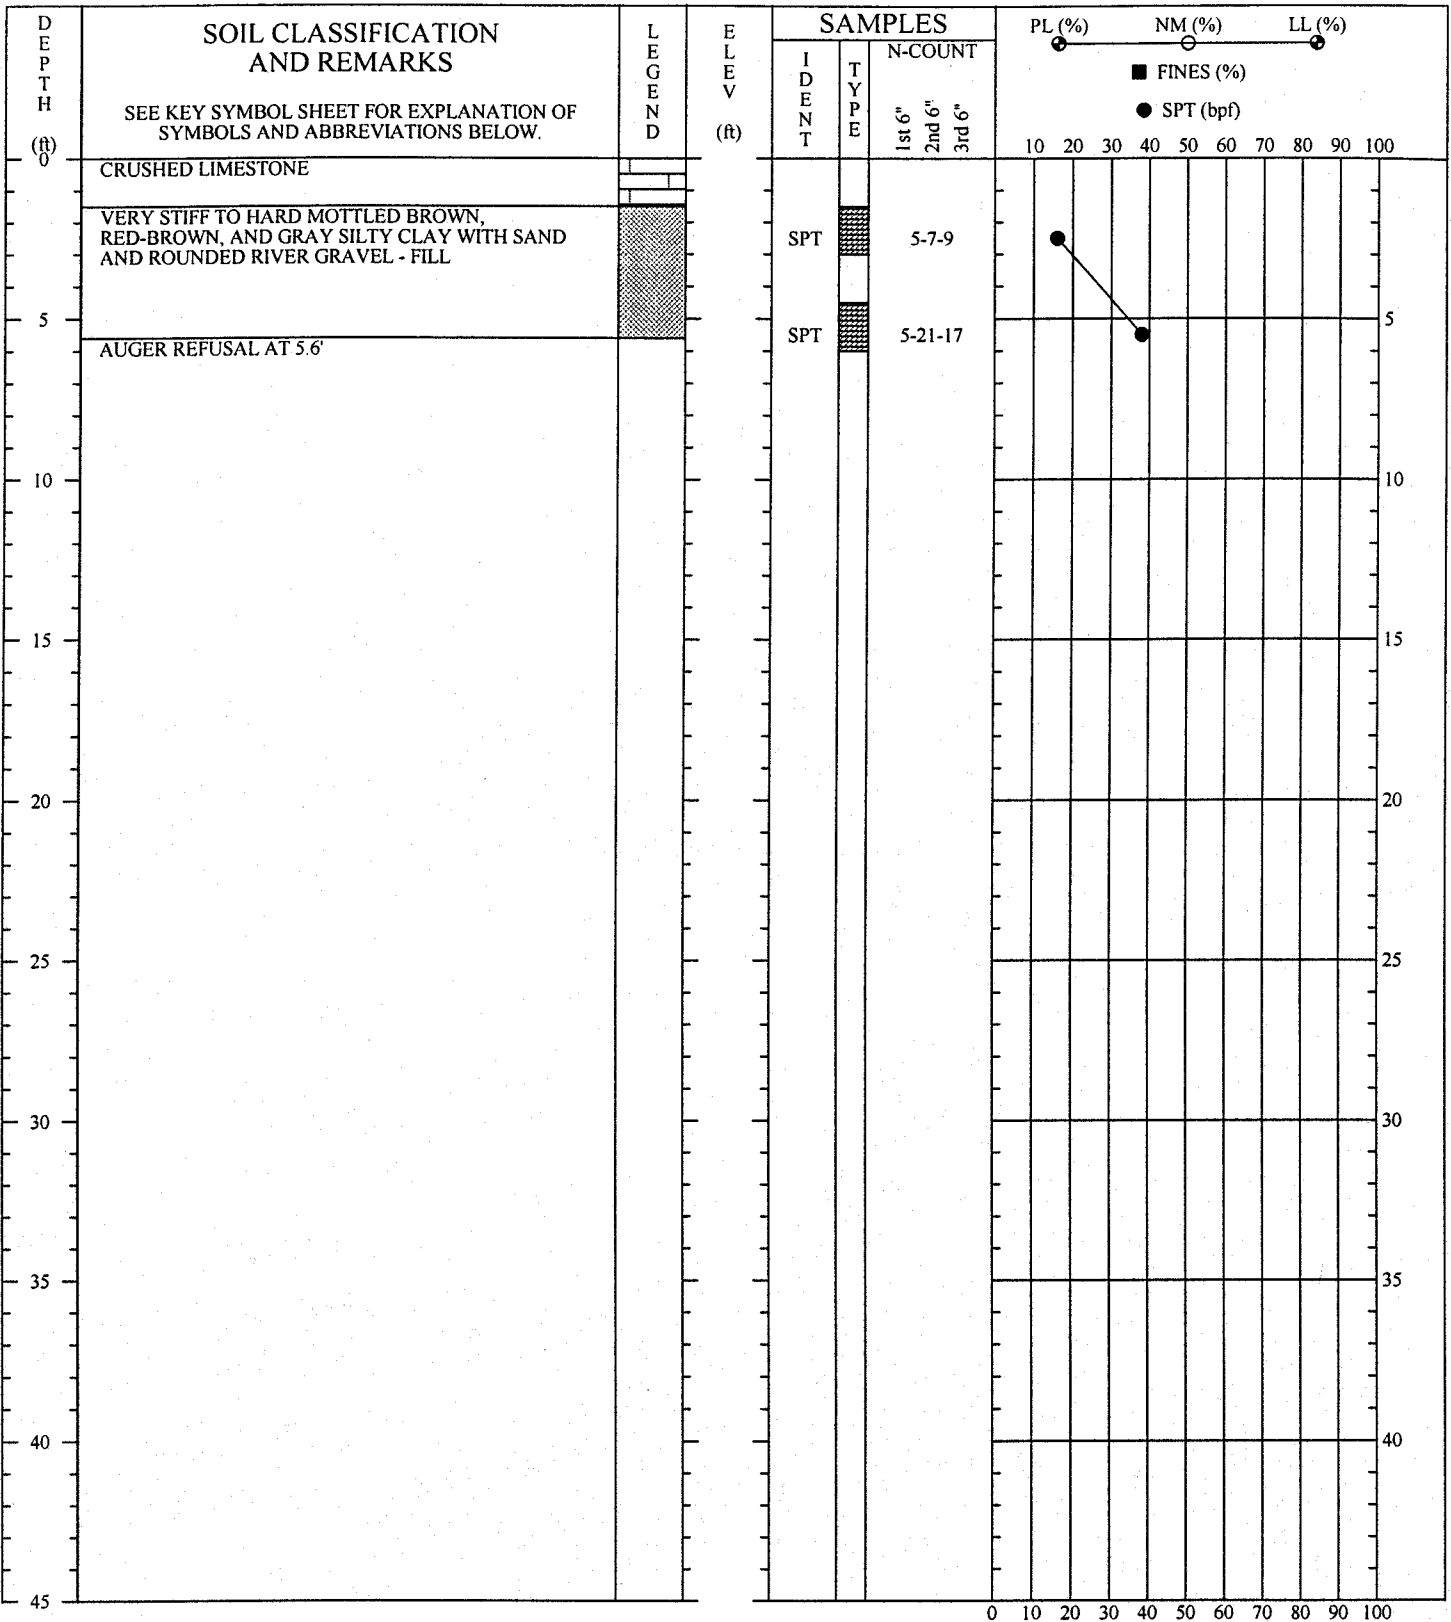 DEPTH
(ft)
SOIL CLASSIFICATION
AND REMARKS
SEE KEY SYMBOL SHEET FOR EXPLANATION OF
SYMBOLS AND ABBREVIATIONS BELOW.
LEGEND
ELEV
(ft)
SAMPLES
IDENT
TYPE
N-COUNT
1st 6"
2nd 6"
3rd 6"
PL (%) NM (%) LL (%)
■ FINES (%)
● SPT (bpf)
10 20 30 40 50 60 70 80 90 100
0
CRUSHED LIMESTONE
VERY STIFF TO HARD MOTTLED BROWN,
RED-BROWN, AND GRAY SILTY CLAY WITH SAND
AND ROUNDED RIVER GRAVEL - FILL
SPT 5-7-9
5 5
SPT 5-21-17
AUGER REFUSAL AT 5.6'
10 10
15 15
20 20
25 25
30 30
35 35
40 40
45
0 10 20 30 40 50 60 70 80 90 100